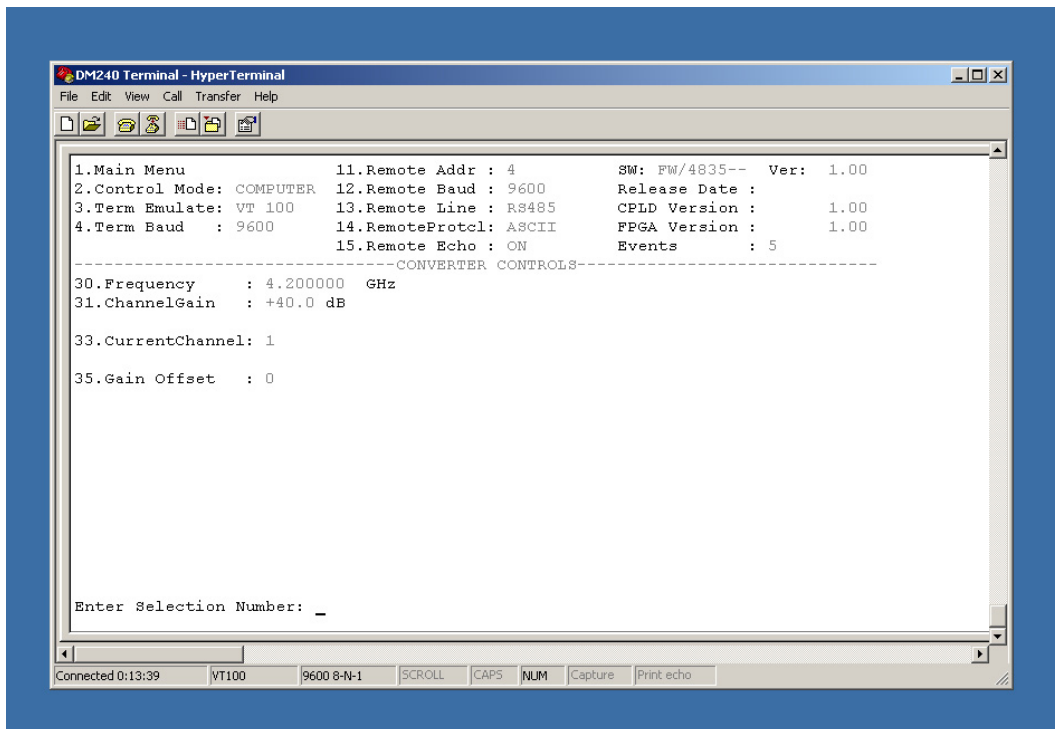 DM240 Terminal - HyperTerminal
File Edit View Call Transfer Help
1.Main Menu 11.Remote Addr : 4 SW: FW/4835-- Ver: 1.00
2.Control Mode: COMPUTER 12.Remote Baud : 9600 Release Date :
3.Term Emulate: VT 100 13.Remote Line : RS485 CPLD Version : 1.00
4.Term Baud : 9600 14.RemoteProtcl: ASCII FPGA Version : 1.00
15.Remote Echo : ON Events : 5
--------------------------------CONVERTER CONTROLS------------------------------
30.Frequency : 4.200000 GHz
31.ChannelGain : +40.0 dB
33.CurrentChannel: 1
35.Gain Offset : 0
Enter Selection Number: _
Connected 0:13:39 VT100 9600 8-N-1 SCROLL CAPS NUM Capture Print echo